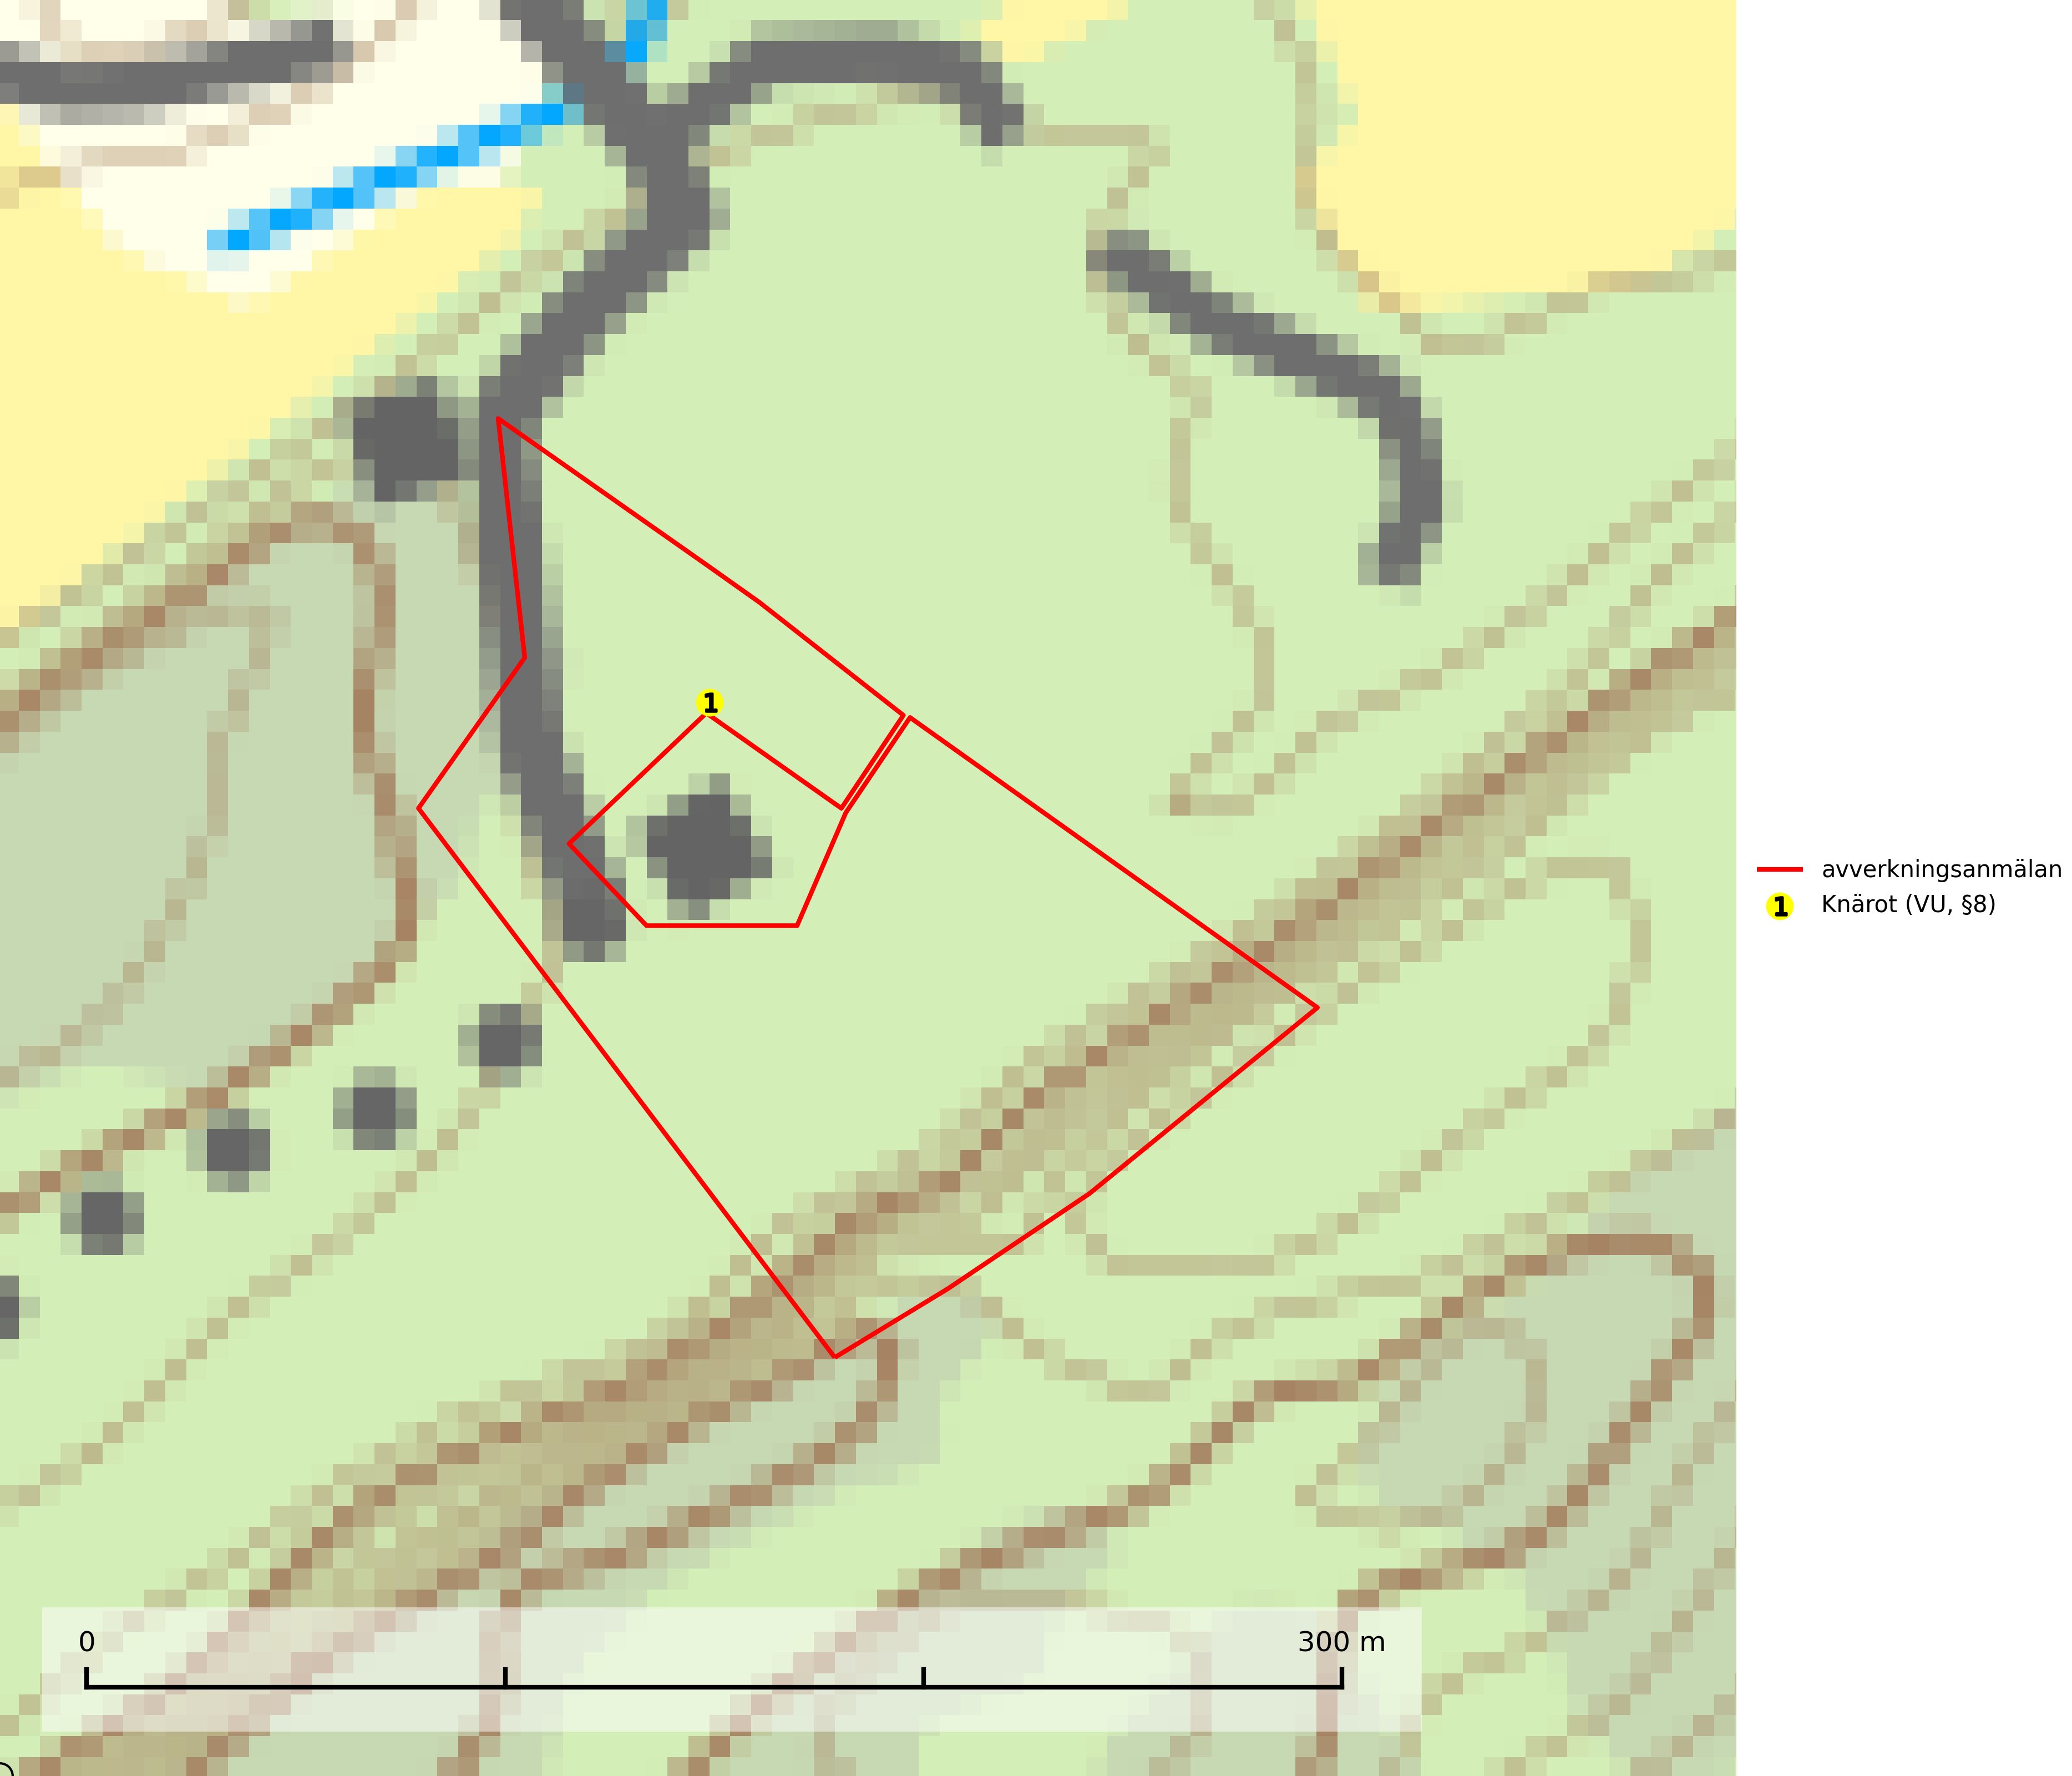 1
avverkningsanmälan
1 Knärot (VU, §8)
0 300 m